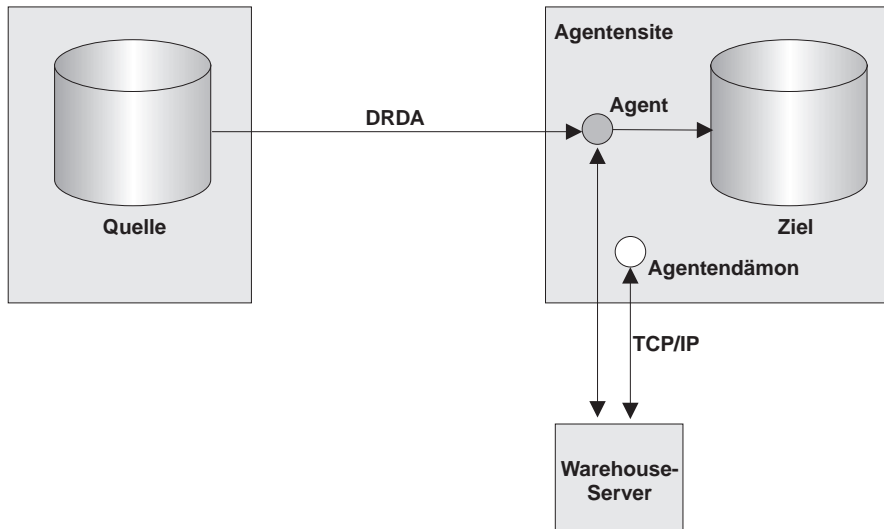 Agentensite
DRDA
Agent
Quelle
Ziel
Agentendämon
TCP/IP
Warehouse-
Server